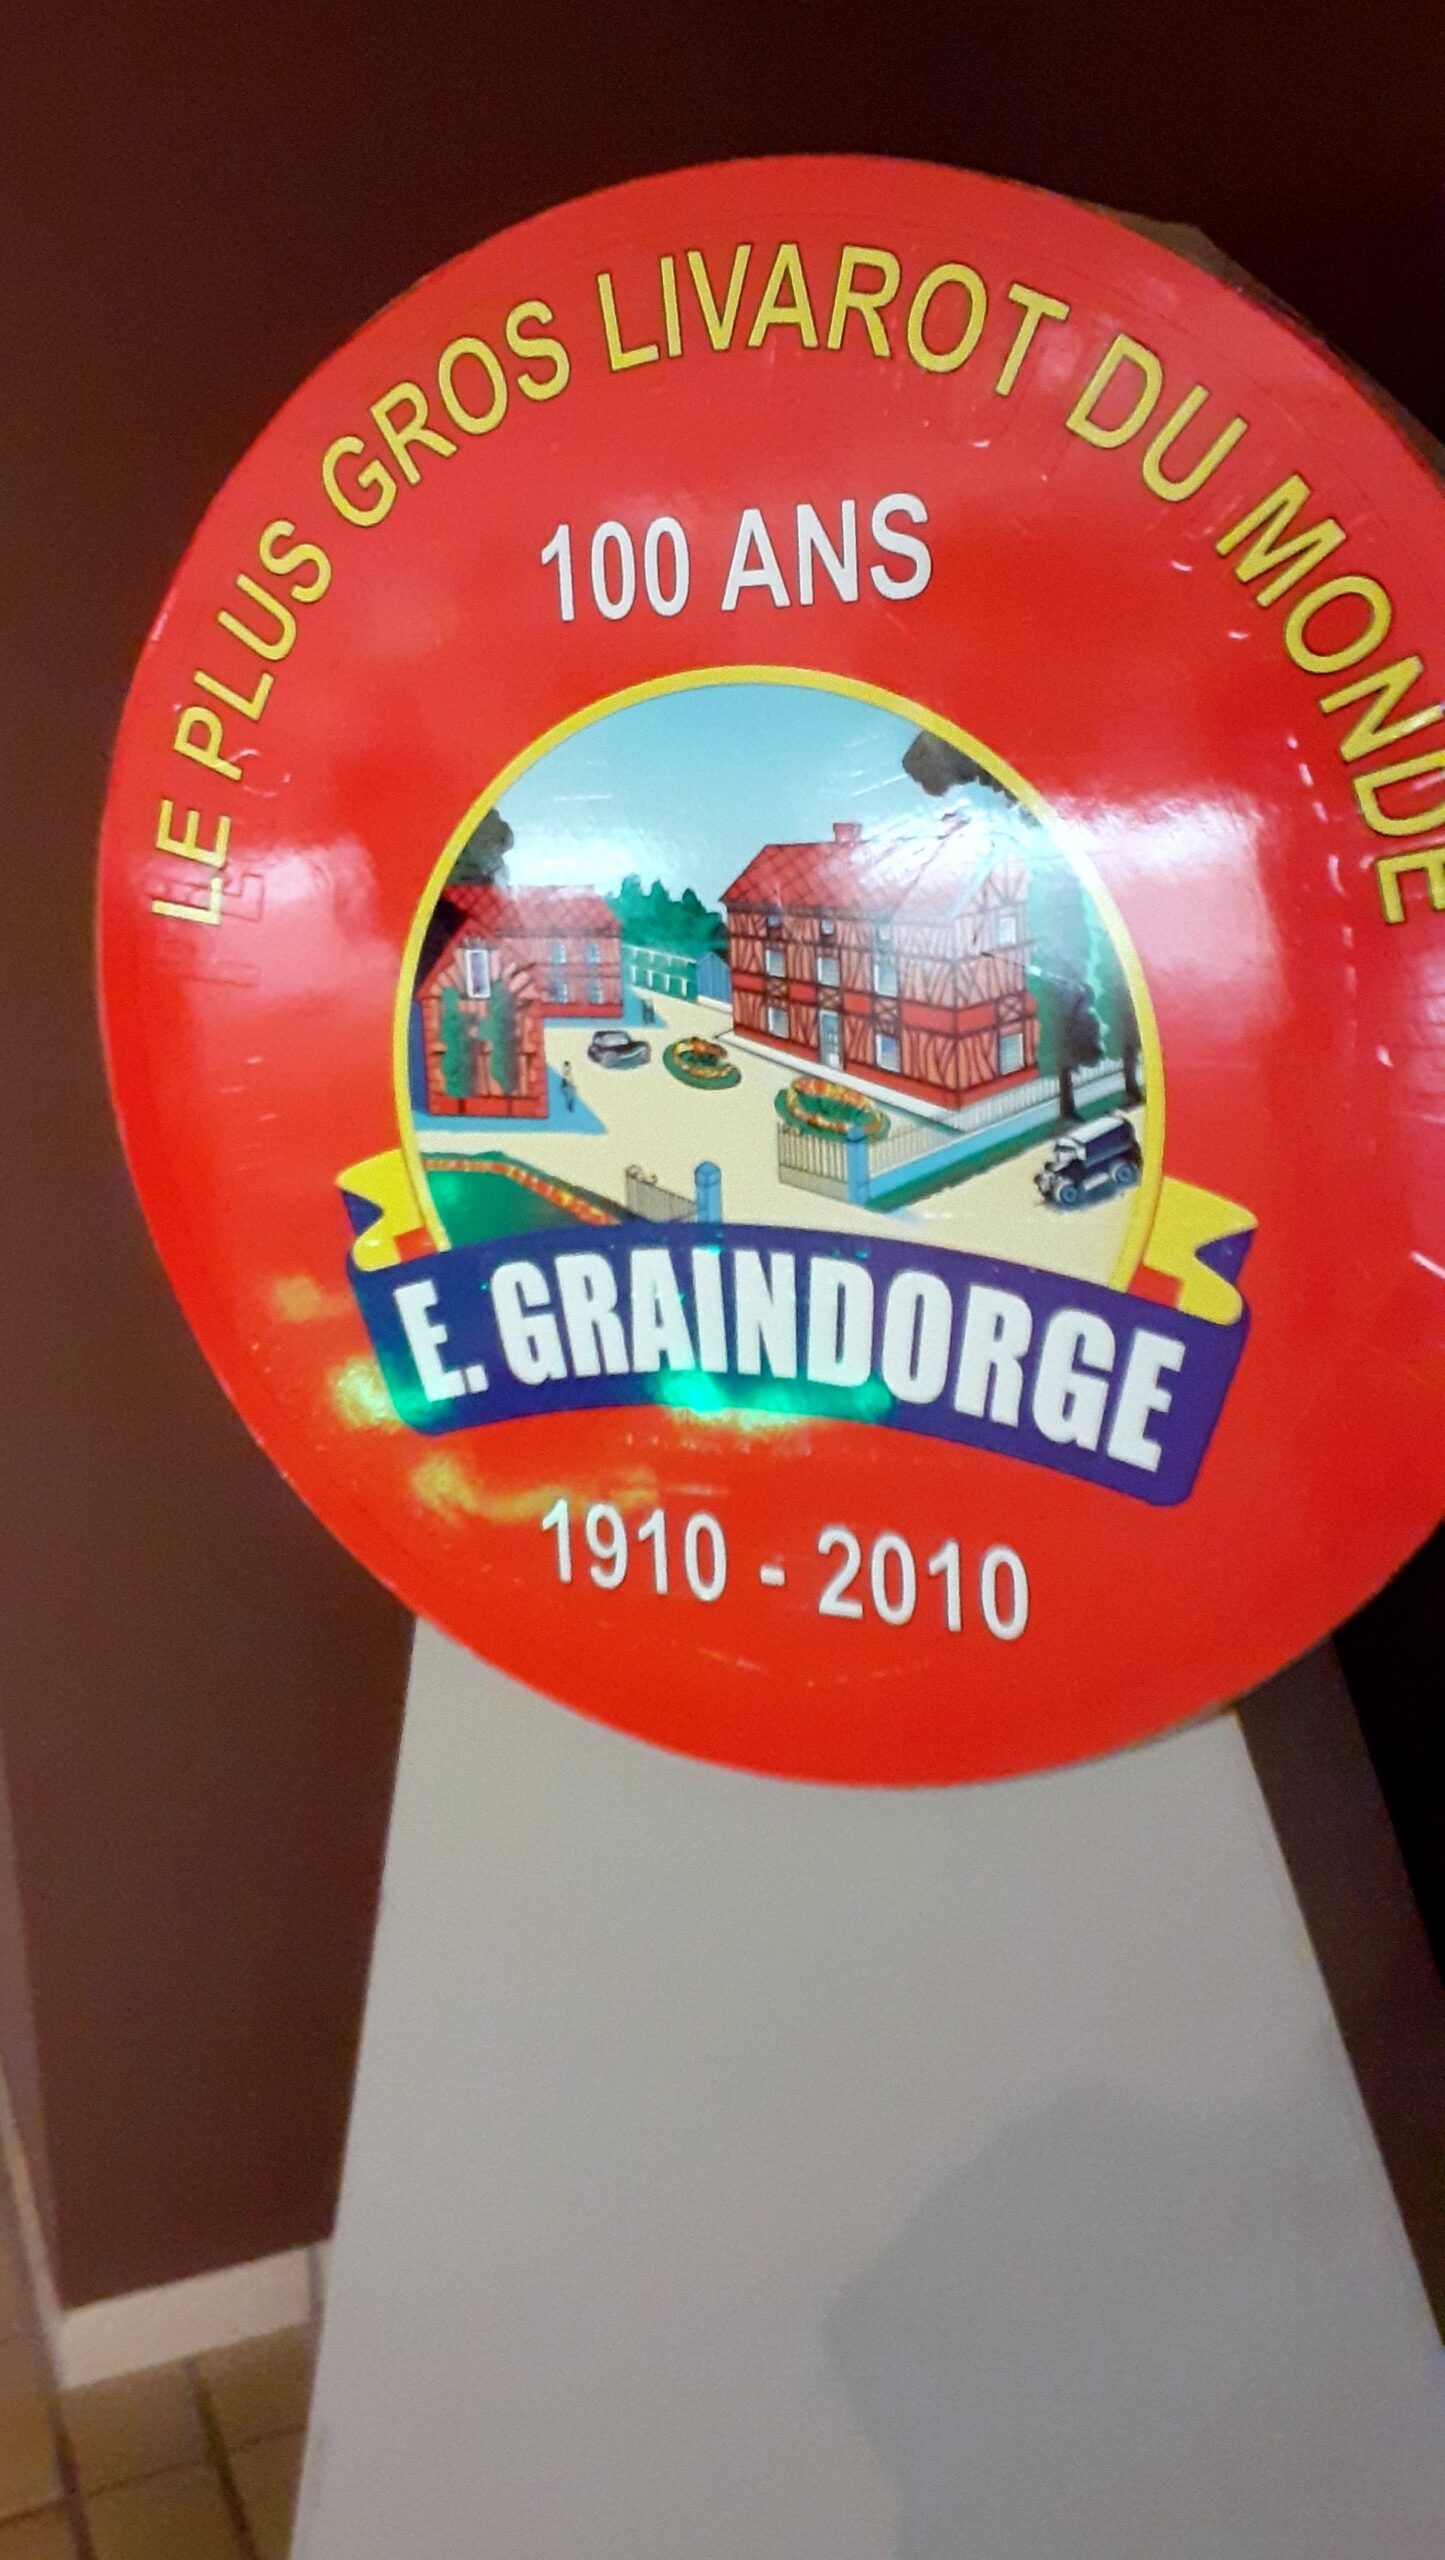 LE PLUS GROS LIVAROT DU MONDE
100 ANS
E. GRAINDORGE
1910 - 2010